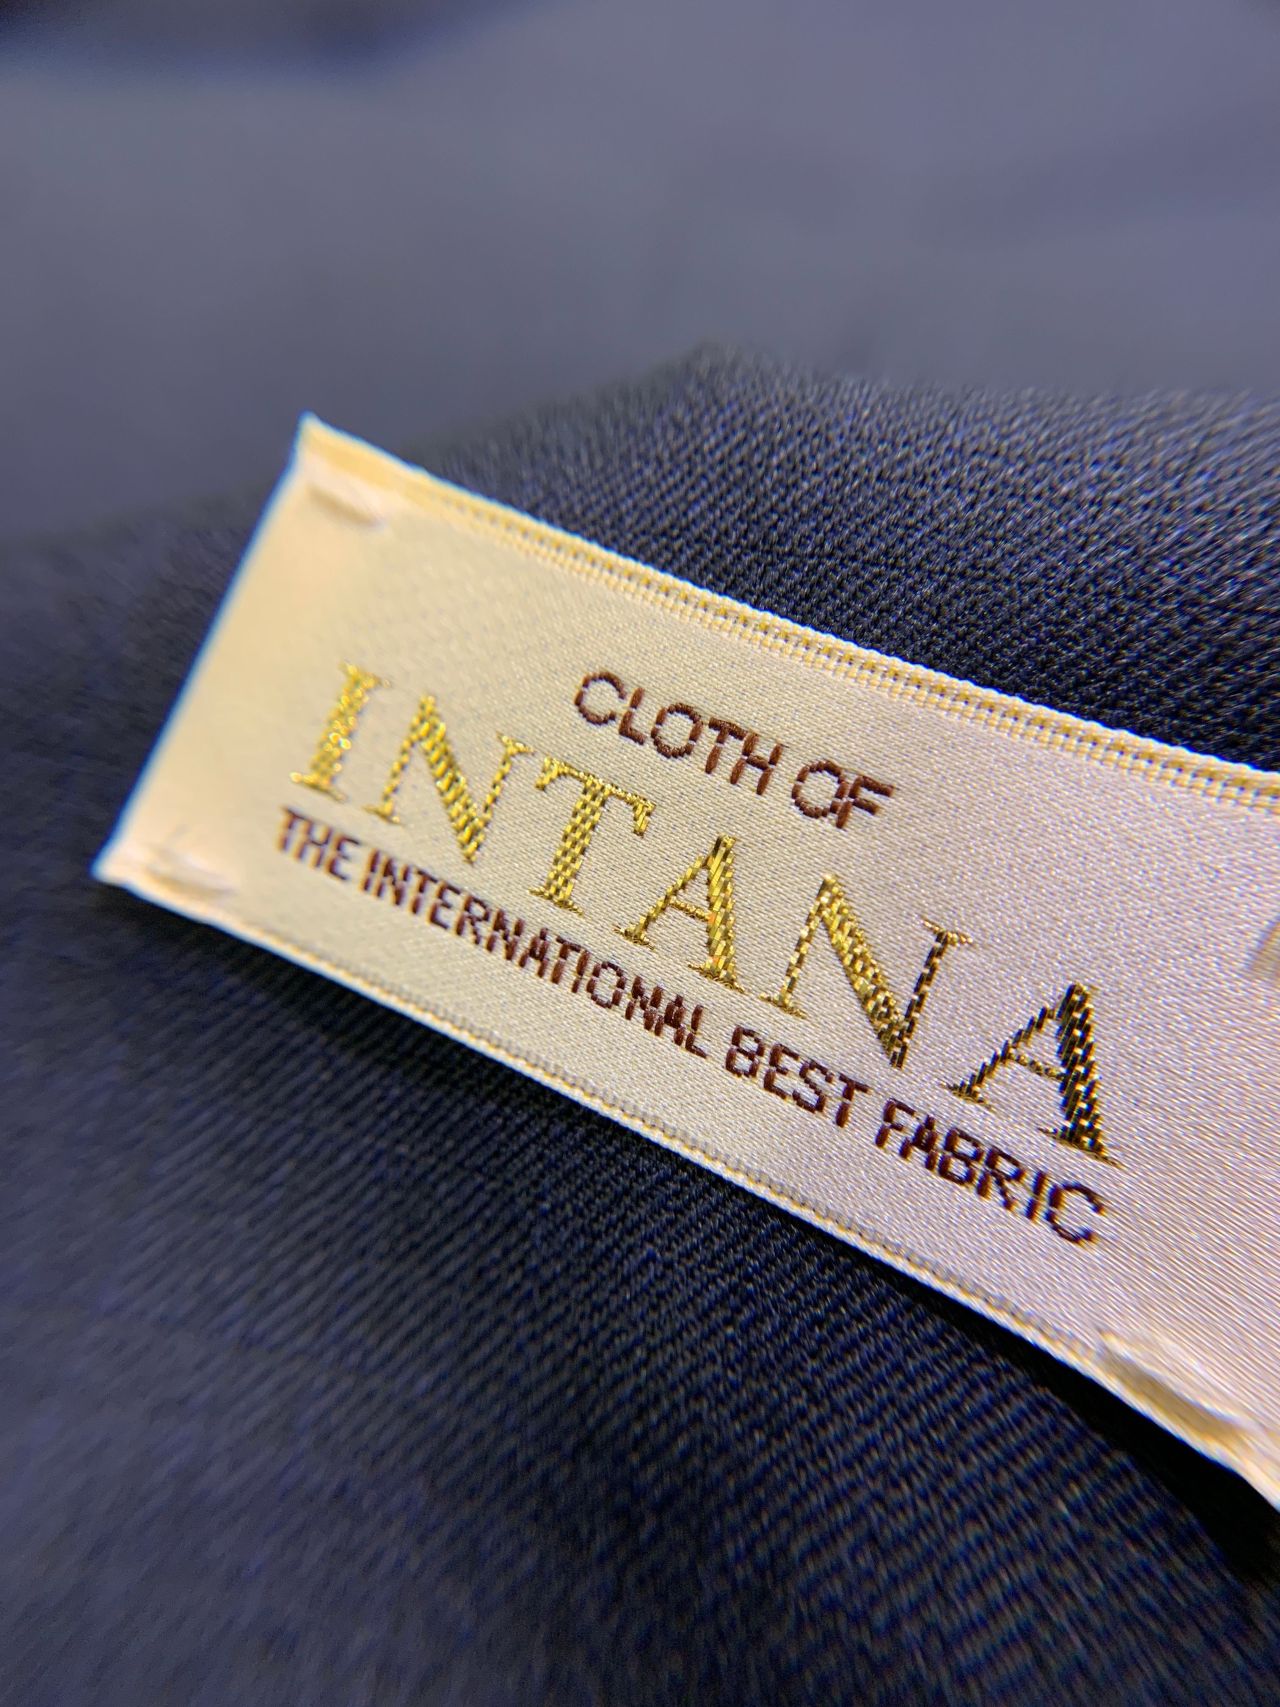 CLOTH OF
INTANA
THE INTERNATIONAL BEST FABRIC